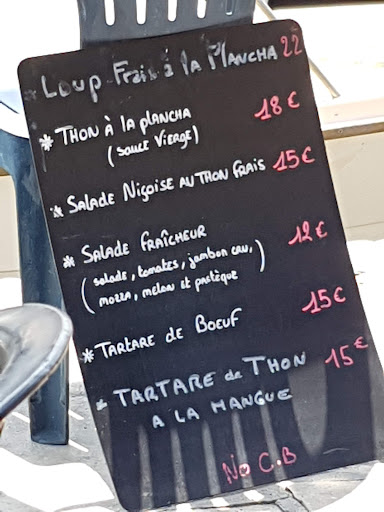 * Loup Frais à la PLANCHA 22
* THON À LA PLANCHA 18 €
(SAUCE VIERGE)
* SALADE NIÇOISE AU THON FRAIS 15 €
* SALADE FRAÎCHEUR 12 €
(salade, tomates, jambon cru,
mozza, melon et pastèque)
* TARTARE DE BOEUF 15 €
* TARTARE de THON 15 €
A LA MANGUE
No C.B